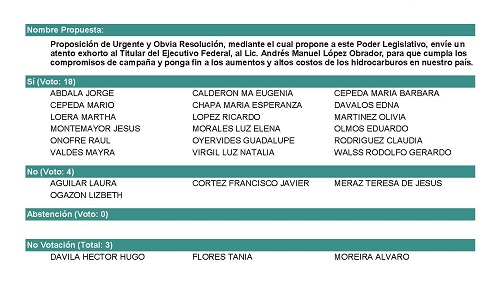 Nombre Propuesta:
Proposición de Urgente y Obvia Resolución, mediante el cual propone a este Poder Legislativo, envíe un
atento exhorto al Titular del Ejecutivo Federal, al Lic. Andrés Manuel López Obrador, para que cumpla los
compromisos de campaña y ponga fin a los aumentos y altos costos de los hidrocarburos en nuestro país.
Sí (Voto: 18)
ABDALA JORGE CALDERON MA EUGENIA CEPEDA MARIA BARBARA
CEPEDA MARIO CHAPA MARIA ESPERANZA DAVALOS EDNA
LOERA MARTHA LOPEZ RICARDO MARTINEZ OLIVIA
MONTEMAYOR JESUS MORALES LUZ ELENA OLMOS EDUARDO
ONOFRE RAUL OYERVIDES GUADALUPE RODRIGUEZ CLAUDIA
VALDES MAYRA VIRGIL LUZ NATALIA WALSS RODOLFO GERARDO
No (Voto: 4)
AGUILAR LAURA CORTEZ FRANCISCO JAVIER MERAZ TERESA DE JESUS
OGAZON LIZBETH
Abstención (Voto: 0)
No Votación (Total: 3)
DAVILA HECTOR HUGO FLORES TANIA MOREIRA ALVARO